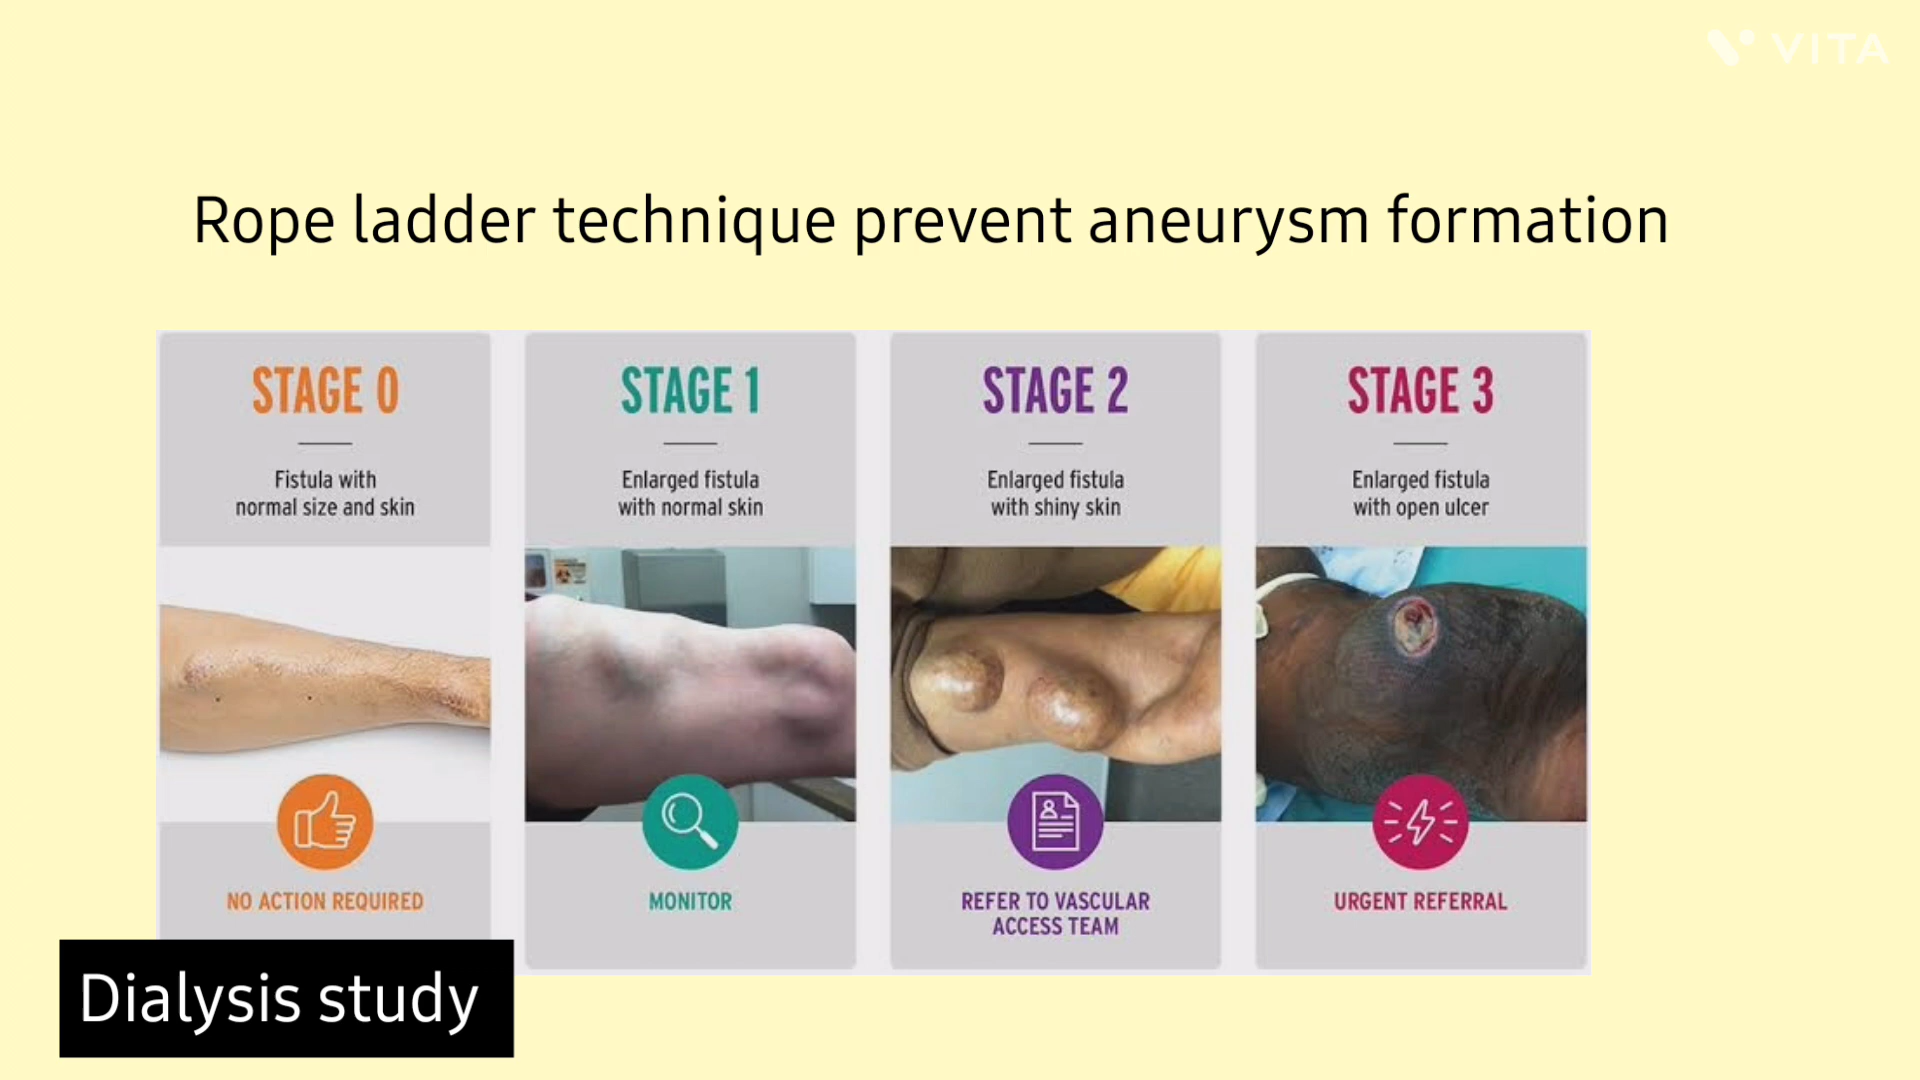 VITA
Rope ladder technique prevent aneurysm formation
STAGE 0
Fistula with
normal size and skin
NO ACTION REQUIRED
STAGE 1
Enlarged fistula
with normal skin
MONITOR
STAGE 2
Enlarged fistula
with shiny skin
REFER TO VASCULAR
ACCESS TEAM
STAGE 3
Enlarged fistula
with open ulcer
URGENT REFERRAL
Dialysis study